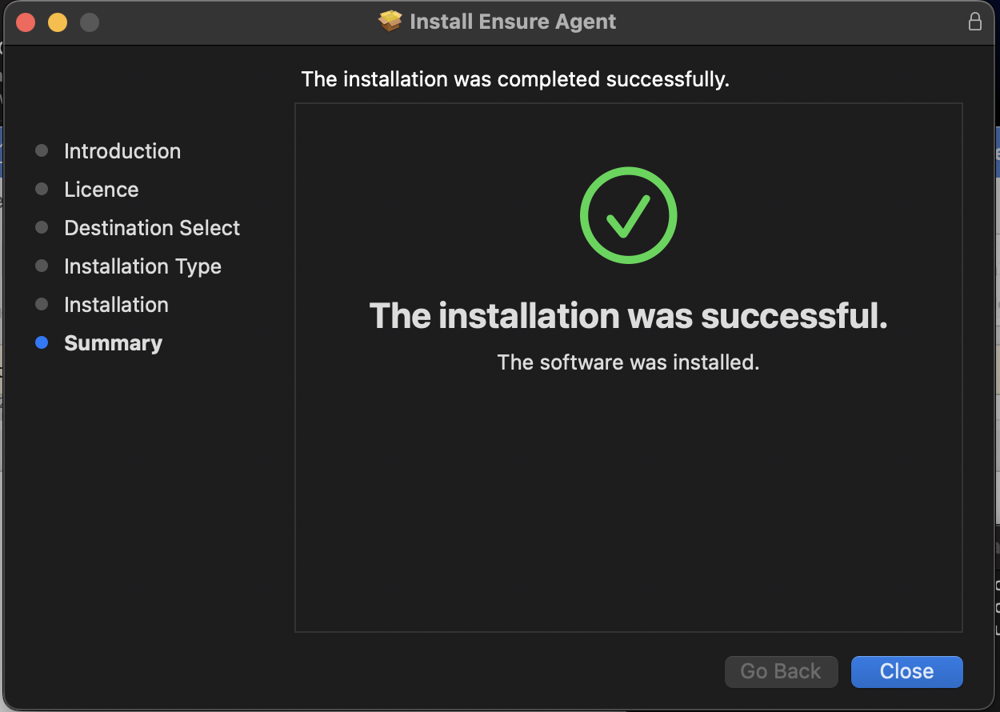 Install Ensure Agent
The installation was completed successfully.
Introduction
Licence
Destination Select
Installation Type
Installation
Summary
The installation was successful.
The software was installed.
Go Back
Close